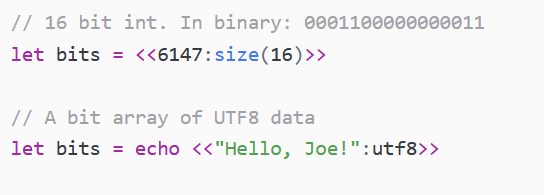 // 16 bit int. In binary: 0001100000000011
let bits = <<6147:size(16)>>
// A bit array of UTF8 data
let bits = echo <<"Hello, Joe!":utf8>>